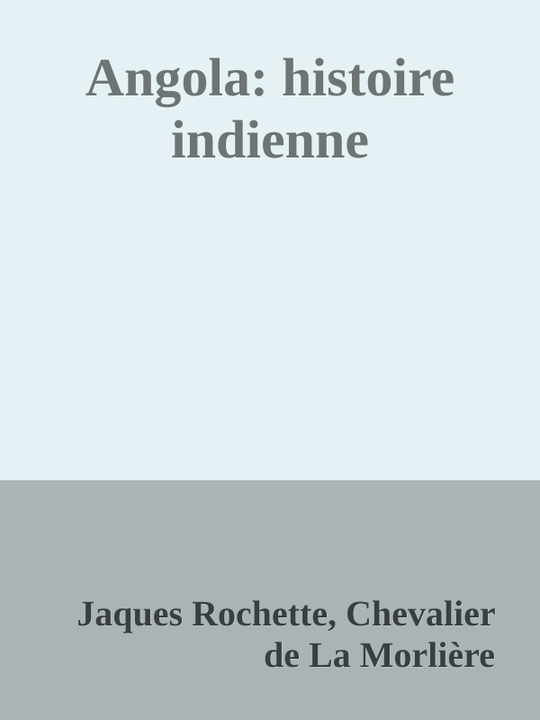 Angola: histoire
indienne
Jaques Rochette, Chevalier
de La Morlière